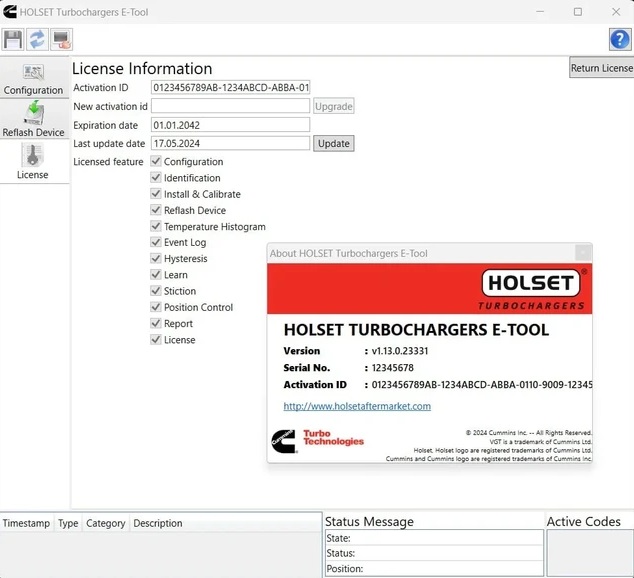 HOLSET Turbochargers E-Tool
Configuration
Reflash Device
License
License Information
Return License
Activation ID 0123456789AB-1234ABCD-ABBA-01
New activation id Upgrade
Expiration date 01.01.2042
Last update date 17.05.2024 Update
Licensed feature Configuration
Identification
Install & Calibrate
Reflash Device
Temperature Histogram
Event Log
Hysteresis
Learn
Stiction
Position Control
Report
License
About HOLSET Turbochargers E-Tool
HOLSET®
TURBOCHARGERS
HOLSET TURBOCHARGERS E-TOOL
Version : v1.13.0.23331
Serial No. : 12345678
Activation ID : 0123456789AB-1234ABCD-ABBA-0110-9009-12345
http://www.holsetaftermarket.com
Cummins
Turbo
Technologies
© 2024 Cummins Inc. -- All Rights Reserved.
VGT is a trademark of Cummins Ltd.
Holset. Holset logo are registered trademarks of Cummins Ltd.
Cummins and Cummins logo are registered trademarks of Cummins Inc.
Timestamp Type Category Description
Status Message
State:
Status:
Position:
Active Codes